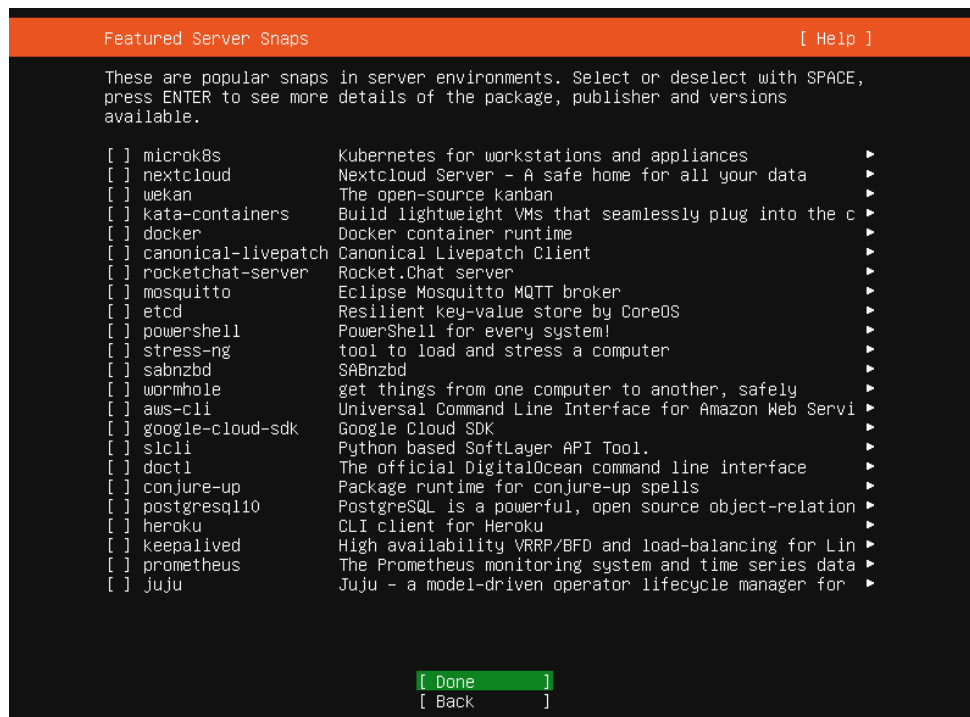 Featured Server Snaps [ Help ]
These are popular snaps in server environments. Select or deselect with SPACE,
press ENTER to see more details of the package, publisher and versions
available.
[ ] microk8s Kubernetes for workstations and appliances ►
[ ] nextcloud Nextcloud Server - A safe home for all your data ►
[ ] wekan The open-source kanban ►
[ ] kata-containers Build lightweight VMs that seamlessly plug into the c ►
[ ] docker Docker container runtime ►
[ ] canonical-livepatch Canonical Livepatch Client ►
[ ] rocketchat-server Rocket.Chat server ►
[ ] mosquitto Eclipse Mosquitto MQTT broker ►
[ ] etcd Resilient key-value store by CoreOS ►
[ ] powershell PowerShell for every system! ►
[ ] stress-ng tool to load and stress a computer ►
[ ] sabnzbd SABnzbd ►
[ ] wormhole get things from one computer to another, safely ►
[ ] aws-cli Universal Command Line Interface for Amazon Web Servi ►
[ ] google-cloud-sdk Google Cloud SDK ►
[ ] slcli Python based SoftLayer API Tool. ►
[ ] doctl The official DigitalOcean command line interface ►
[ ] conjure-up Package runtime for conjure-up spells ►
[ ] postgresql10 PostgreSQL is a powerful, open source object-relation ►
[ ] heroku CLI client for Heroku ►
[ ] keepalived High availability VRRP/BFD and load-balancing for Lin ►
[ ] prometheus The Prometheus monitoring system and time series data ►
[ ] juju Juju - a model-driven operator lifecycle manager for ►
[ Done ]
[ Back ]